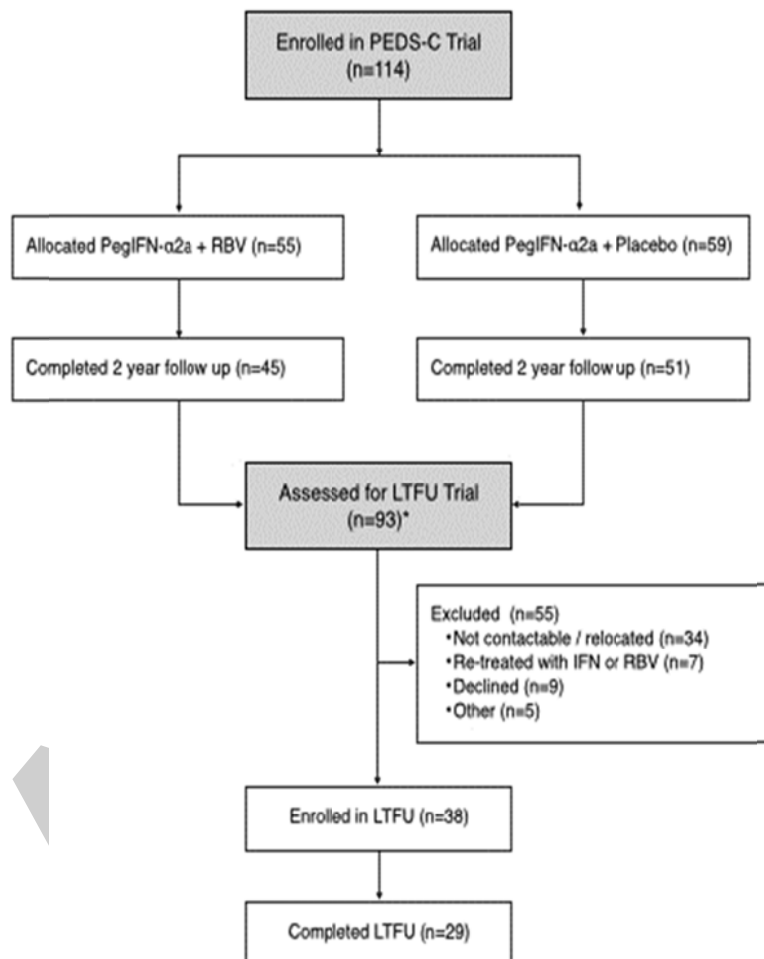 Enrolled in PEDS-C Trial
(n=114)
Allocated PegIFN-α2a + RBV (n=55)
Allocated PegIFN-α2a + Placebo (n=59)
Completed 2 year follow up (n=45)
Completed 2 year follow up (n=51)
Assessed for LTFU Trial
(n=93)*
Excluded (n=55)
•Not contactable / relocated (n=34)
•Re-treated with IFN or RBV (n=7)
•Declined (n=9)
•Other (n=5)
Enrolled in LTFU (n=38)
Completed LTFU (n=29)